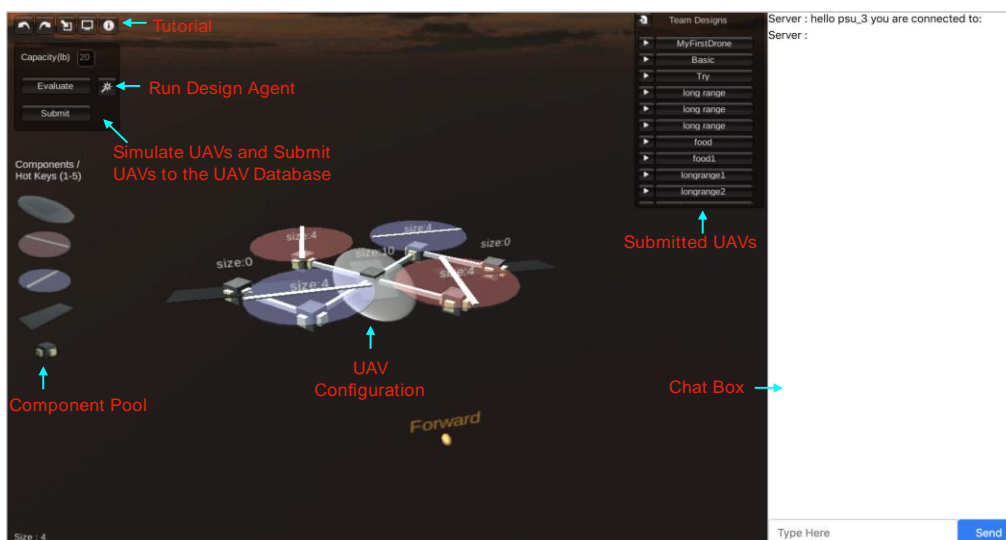 Tutorial
Capacity(lb) 20
Evaluate
Run Design Agent
Submit
Simulate UAVs and Submit
UAVs to the UAV Database
Components /
Hot Keys (1-5)
Component Pool
size:4
size:4
size:0
size:10
size:0
size:4
size:4
UAV
Configuration
Forward
Size : 4
Team Designs
MyFirstDrone
Basic
Try
long range
long range
long range
food
food1
longrange1
longrange2
Submitted UAVs
Chat Box
Server : hello psu_3 you are connected to:
Server :
Type Here
Send